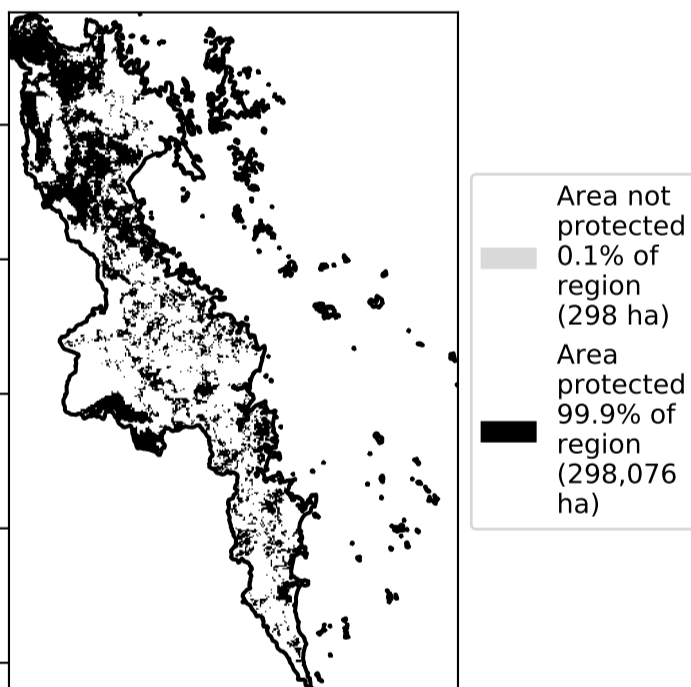 Area not
protected
0.1% of
region
(298 ha)
Area
protected
99.9% of
region
(298,076
ha)